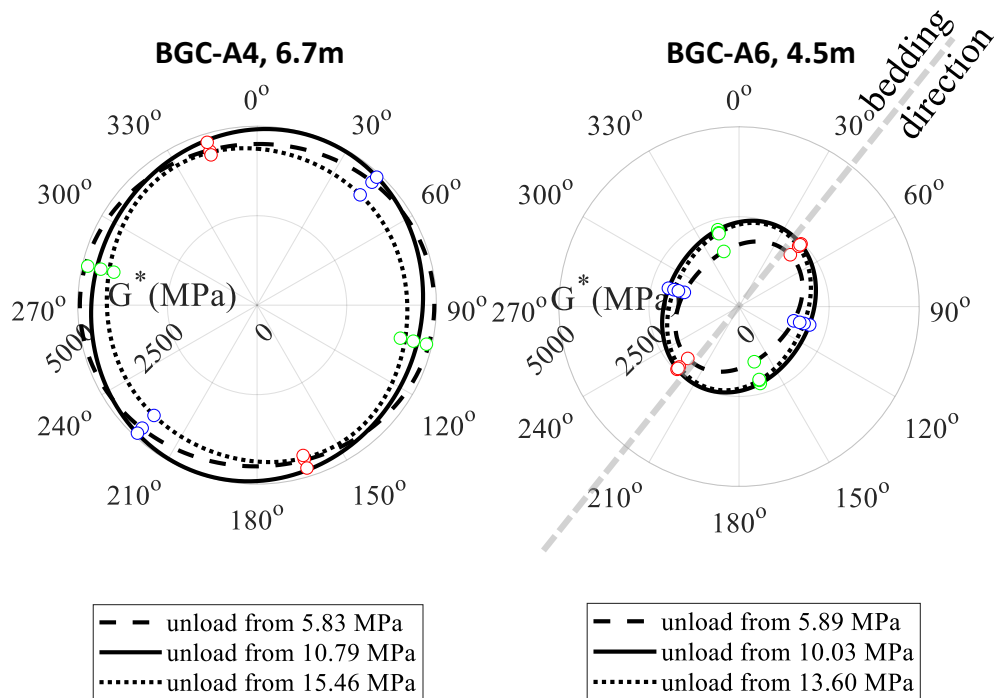 BGC-A4, 6.7m
0°
30°
60°
90°
120°
150°
180°
210°
240°
270°
300°
330°
G*(MPa)
0
2500
5000
unload from 5.83 MPa
unload from 10.79 MPa
unload from 15.46 MPa
BGC-A6, 4.5m
bedding
direction
0°
30°
60°
90°
120°
150°
180°
210°
240°
270°
300°
330°
G*(MPa
0
2500
5000
unload from 5.89 MPa
unload from 10.03 MPa
unload from 13.60 MPa